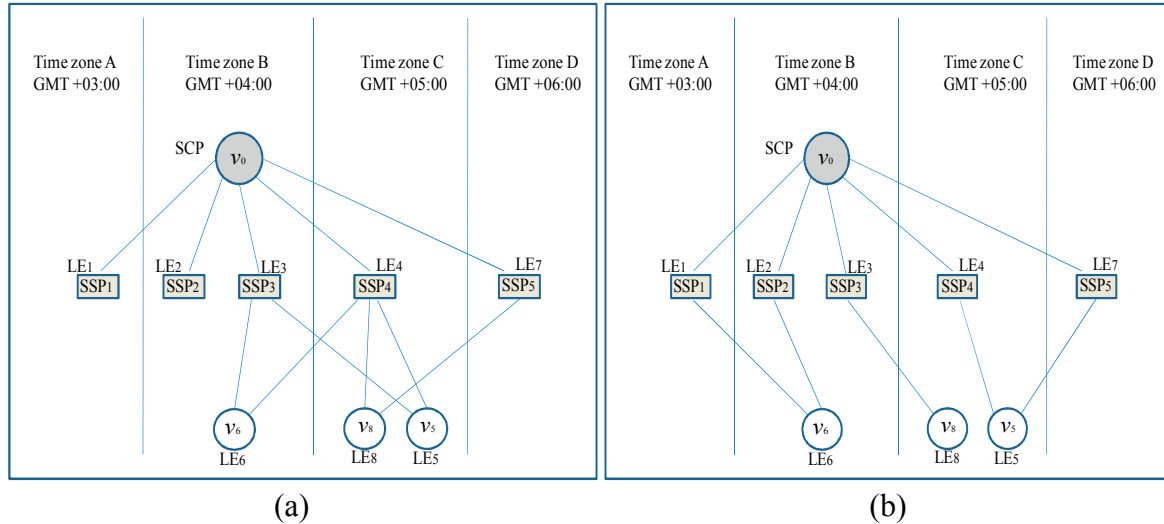 Time zone A
GMT +03:00
Time zone B
GMT +04:00
Time zone C
GMT +05:00
Time zone D
GMT +06:00
SCP
v0
LE1
LE2
LE3
LE4
LE7
SSP1
SSP2
SSP3
SSP4
SSP5
v6
v8
v5
LE6
LE8
LE5
(a)
Time zone A
GMT +03:00
Time zone B
GMT +04:00
Time zone C
GMT +05:00
Time zone D
GMT +06:00
SCP
v0
LE1
LE2
LE3
LE4
LE7
SSP1
SSP2
SSP3
SSP4
SSP5
v6
v8
v5
LE6
LE8
LE5
(b)